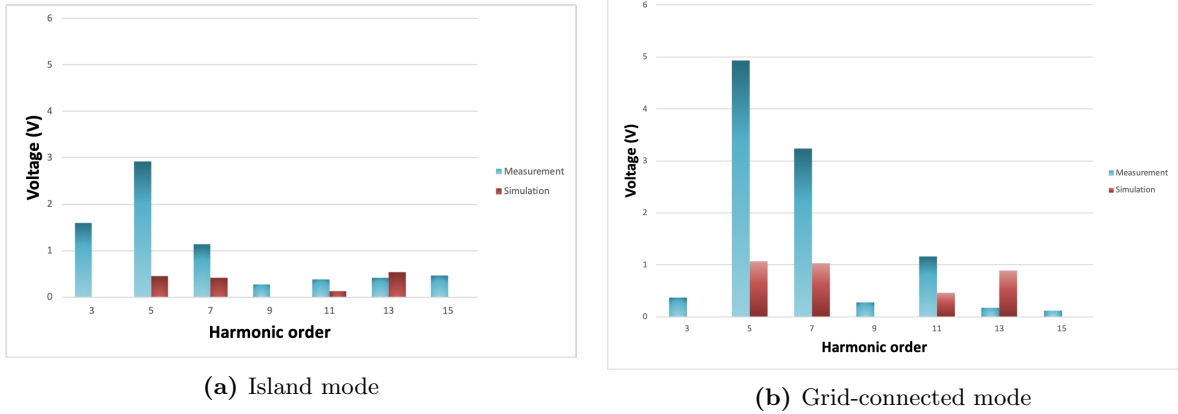 6
5
4
3
2
1
0
Voltage (V)
3 5 7 9 11 13 15
Harmonic order
Measurement
Simulation
(a) Island mode
6
5
4
3
2
1
0
Voltage (V)
3 5 7 9 11 13 15
Harmonic order
Measurement
Simulation
(b) Grid-connected mode